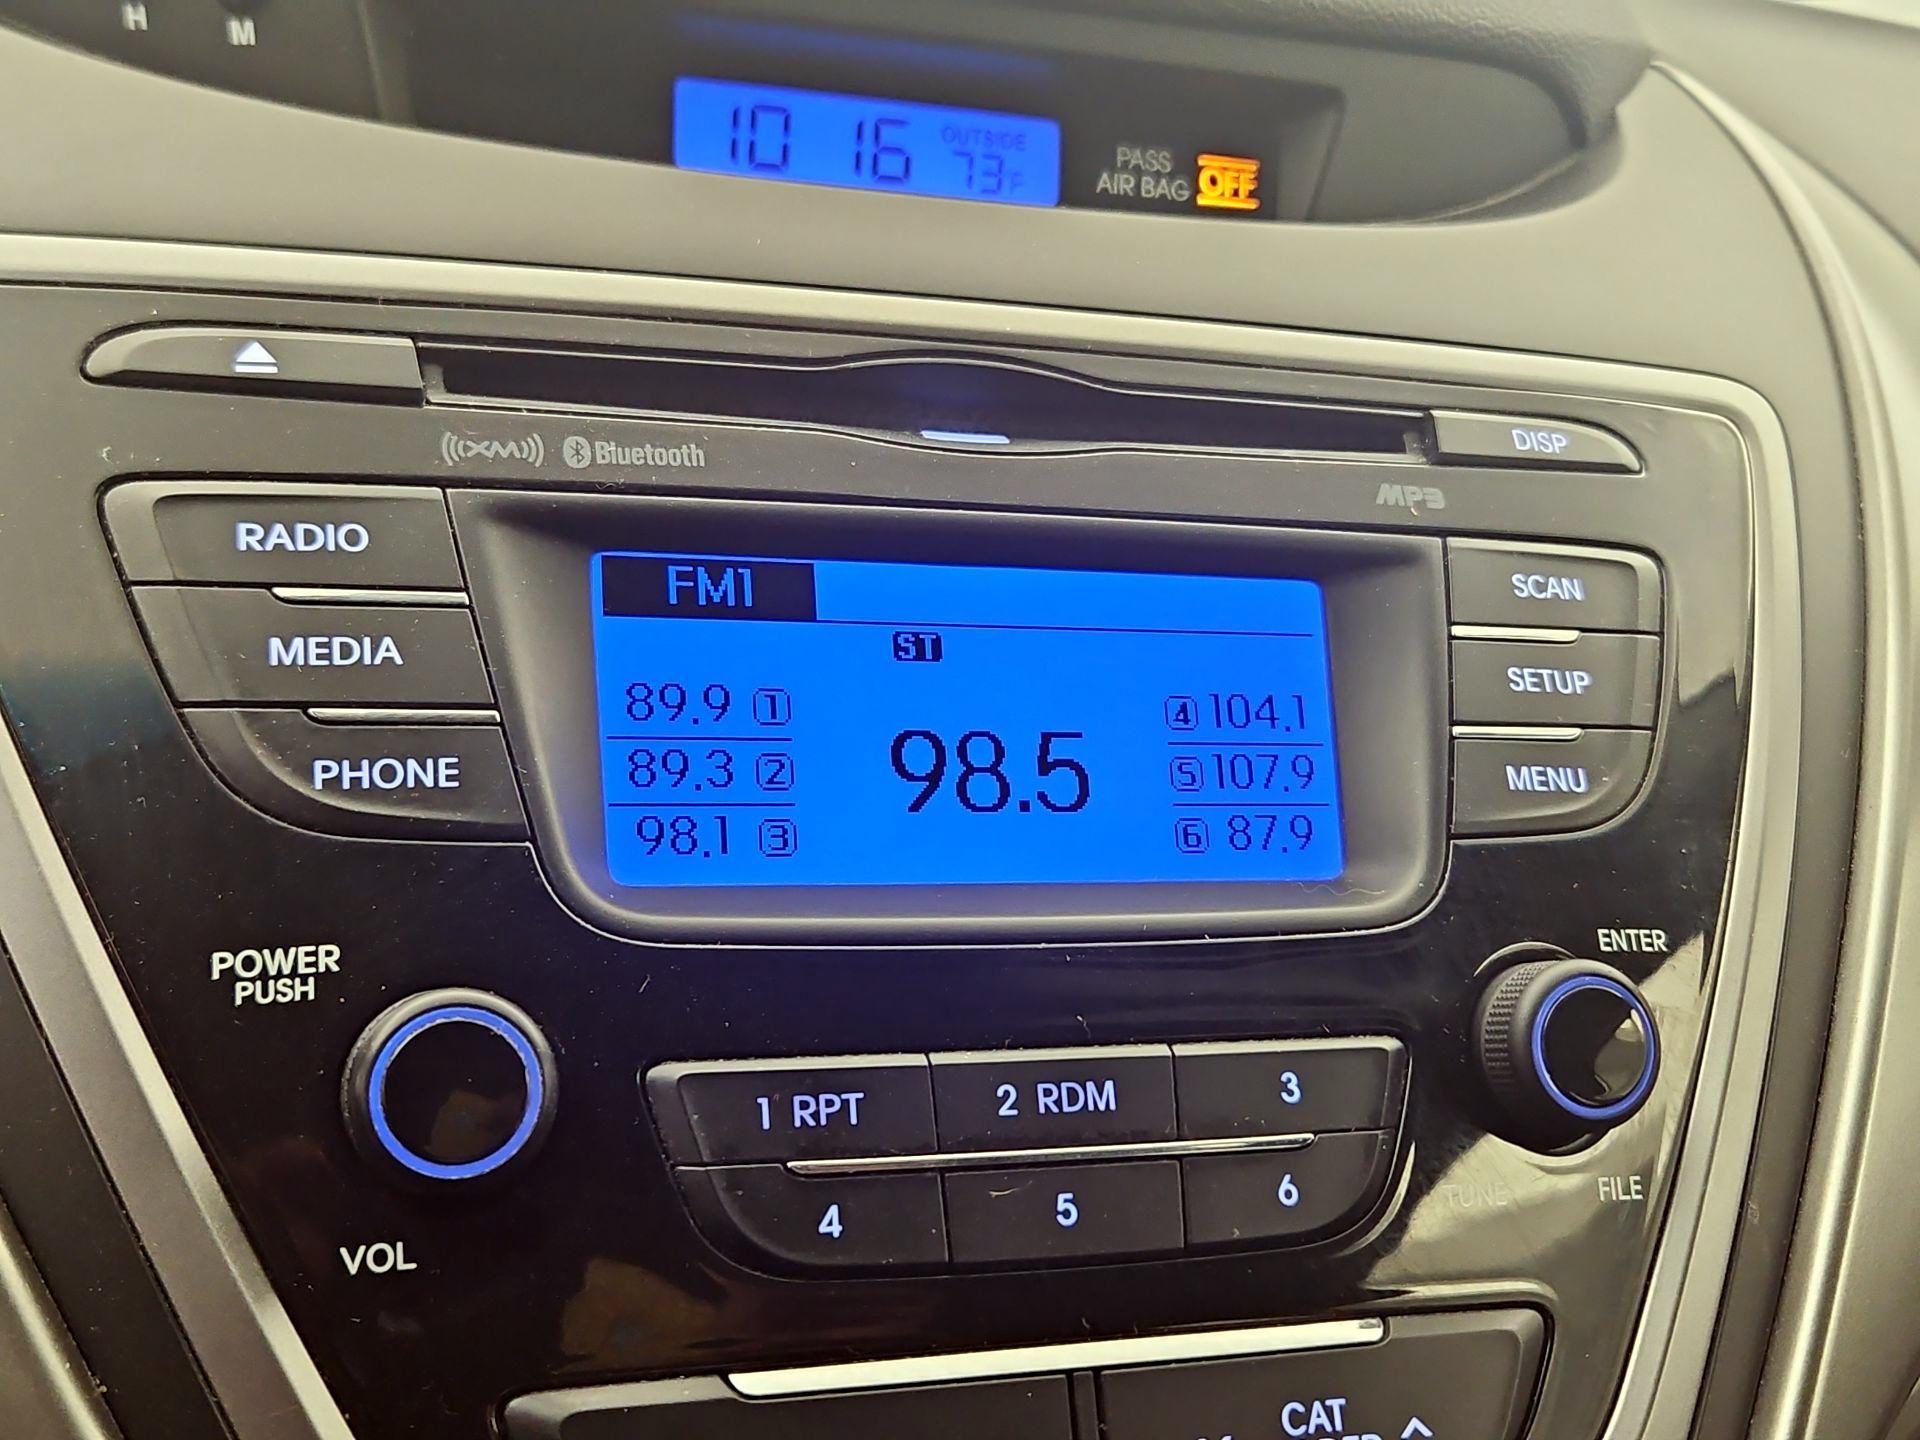 H M
10 16 OUTSIDE
73°F
PASS
AIR BAG OFF
XM Bluetooth
DISP
MP3
RADIO
MEDIA
PHONE
FM1
ST
89.9 1
89.3 2
98.1 3
98.5
4 104.1
5 107.9
6 87.9
SCAN
SETUP
MENU
POWER
PUSH
VOL
1 RPT 2 RDM 3
4 5 6
ENTER
TUNE FILE
CAT